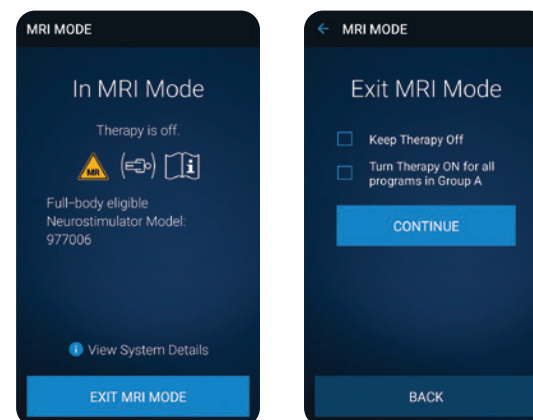 MRI MODE
In MRI Mode
Therapy is off.
MR
i
Full-body eligible
Neurostimulator Model:
977006
i View System Details
EXIT MRI MODE
MRI MODE
Exit MRI Mode
Keep Therapy Off
Turn Therapy ON for all
programs in Group A
CONTINUE
BACK